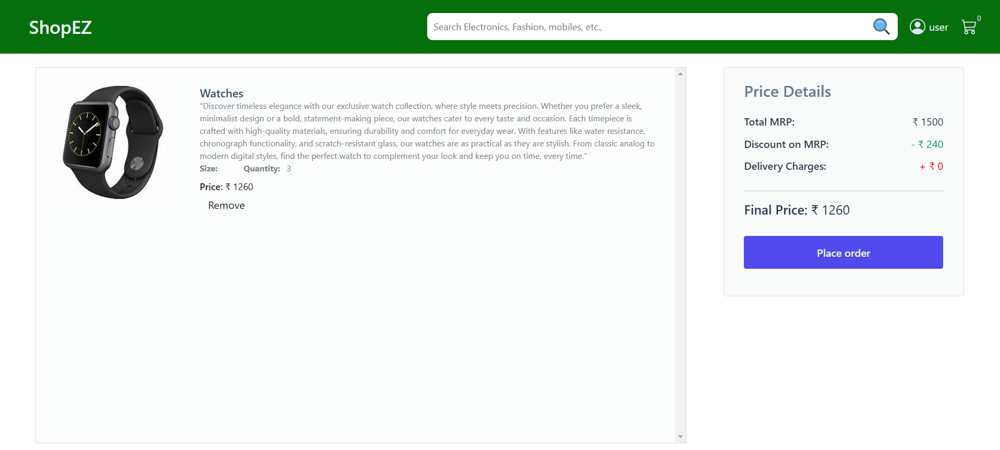 ShopEZ
Search Electronics, Fashion, mobiles, etc.,
user
0
Watches
"Discover timeless elegance with our exclusive watch collection, where style meets precision. Whether you prefer a sleek,
minimalist design or a bold, statement-making piece, our watches cater to every taste and occasion. Each timepiece is
crafted with high-quality materials, ensuring durability and comfort for everyday wear. With features like water resistance,
chronograph functionality, and scratch-resistant glass, our watches are as practical as they are stylish. From classic analog to
modern digital styles, find the perfect watch to complement your look and keep you on time, every time."
Size: Quantity: 3
Price: ₹ 1260
Remove
Price Details
Total MRP: ₹ 1500
Discount on MRP: - ₹ 240
Delivery Charges: + ₹ 0
Final Price: ₹ 1260
Place order